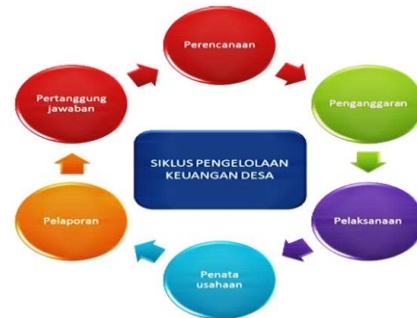 Perencanaan
Penganggaran
Pelaksanaan
Penata
usahaan
Pelaporan
Pertanggung
jawaban
SIKLUS PENGELOLAAN
KEUANGAN DESA